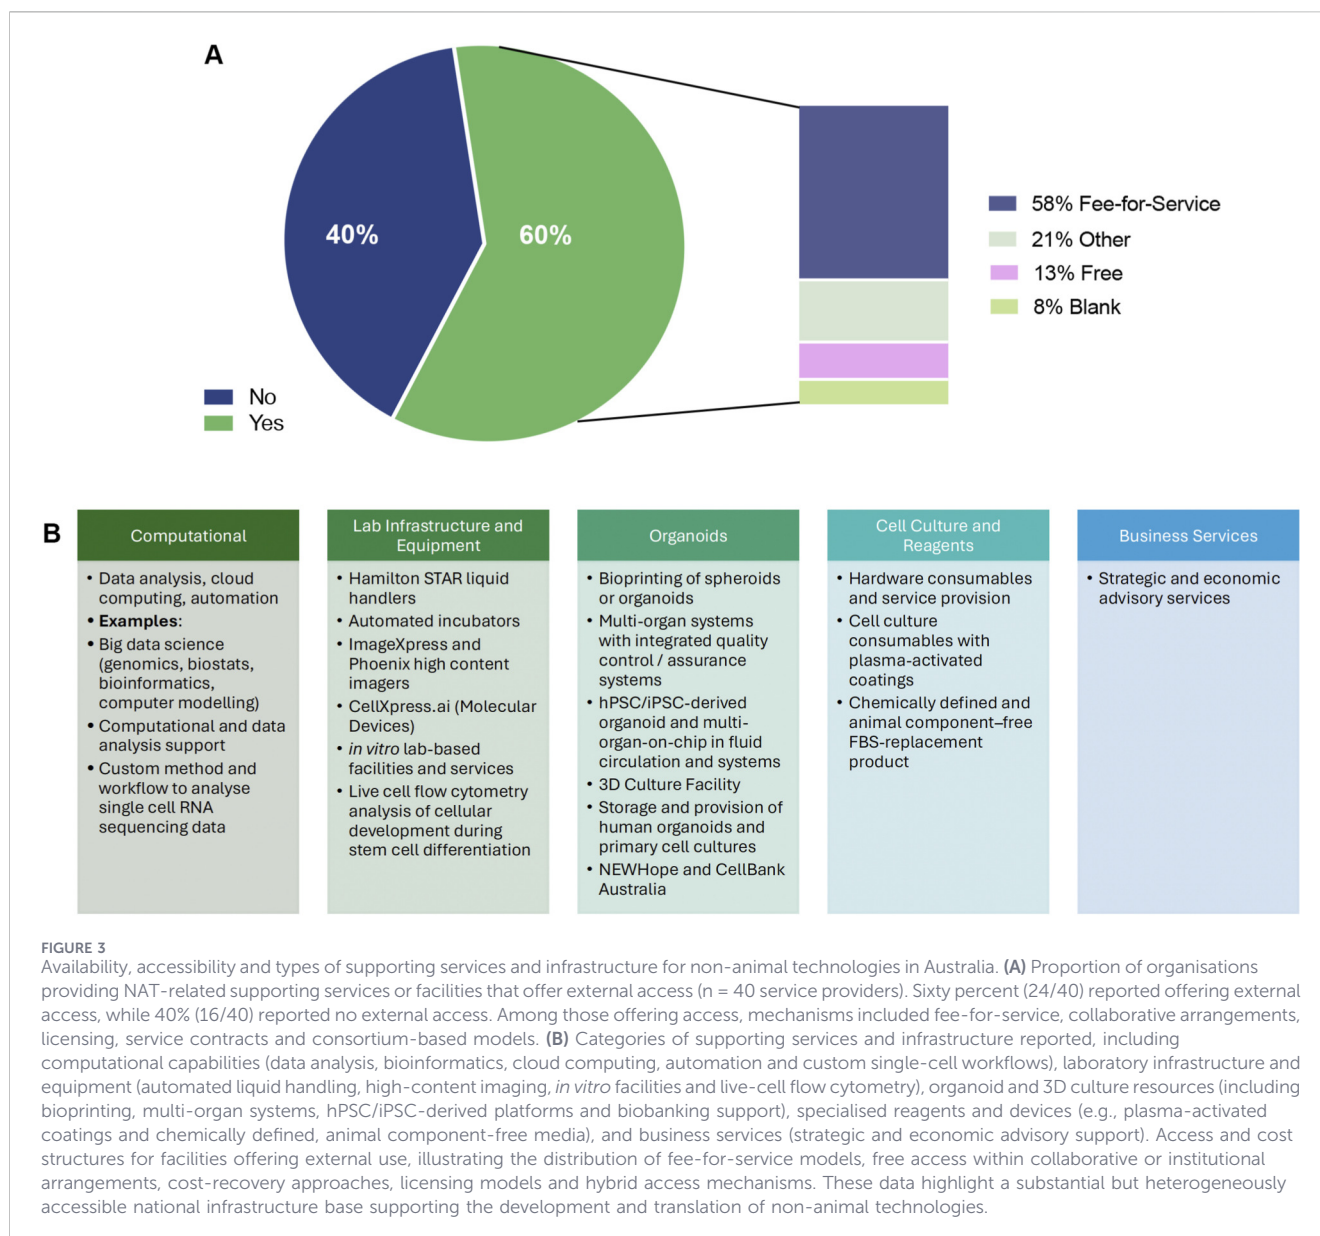 A
40%
60%
58% Fee-for-Service
21% Other
13% Free
8% Blank
No
Yes
B
Computational
• Data analysis, cloud
computing, automation
• Examples:
• Big data science
(genomics, biostats,
bioinformatics,
computer modelling)
• Computational and data
analysis support
• Custom method and
workflow to analyse
single cell RNA
sequencing data
Lab Infrastructure and
Equipment
• Hamilton STAR liquid
handlers
• Automated incubators
• ImageXpress and
Phoenix high content
imagers
• CellXpress.ai (Molecular
Devices)
• in vitro lab-based
facilities and services
• Live cell flow cytometry
analysis of cellular
development during
stem cell differentiation
Organoids
• Bioprinting of spheroids
or organoids
• Multi-organ systems
with integrated quality
control / assurance
systems
• hPSC/iPSC-derived
organoid and multi-
organ-on-chip in fluid
circulation and systems
• 3D Culture Facility
• Storage and provision of
human organoids and
primary cell cultures
• NEWHope and CellBank
Australia
Cell Culture and
Reagents
• Hardware consumables
and service provision
• Cell culture
consumables with
plasma-activated
coatings
• Chemically defined and
animal component–free
FBS-replacement
product
Business Services
• Strategic and economic
advisory services
FIGURE 3
Availability, accessibility and types of supporting services and infrastructure for non-animal technologies in Australia. (A) Proportion of organisations
providing NAT-related supporting services or facilities that offer external access (n = 40 service providers). Sixty percent (24/40) reported offering external
access, while 40% (16/40) reported no external access. Among those offering access, mechanisms included fee-for-service, collaborative arrangements,
licensing, service contracts and consortium-based models. (B) Categories of supporting services and infrastructure reported, including
computational capabilities (data analysis, bioinformatics, cloud computing, automation and custom single-cell workflows), laboratory infrastructure and
equipment (automated liquid handling, high-content imaging, in vitro facilities and live-cell flow cytometry), organoid and 3D culture resources (including
bioprinting, multi-organ systems, hPSC/iPSC-derived platforms and biobanking support), specialised reagents and devices (e.g., plasma-activated
coatings and chemically defined, animal component-free media), and business services (strategic and economic advisory support). Access and cost
structures for facilities offering external use, illustrating the distribution of fee-for-service models, free access within collaborative or institutional
arrangements, cost-recovery approaches, licensing models and hybrid access mechanisms. These data highlight a substantial but heterogeneously
accessible national infrastructure base supporting the development and translation of non-animal technologies.